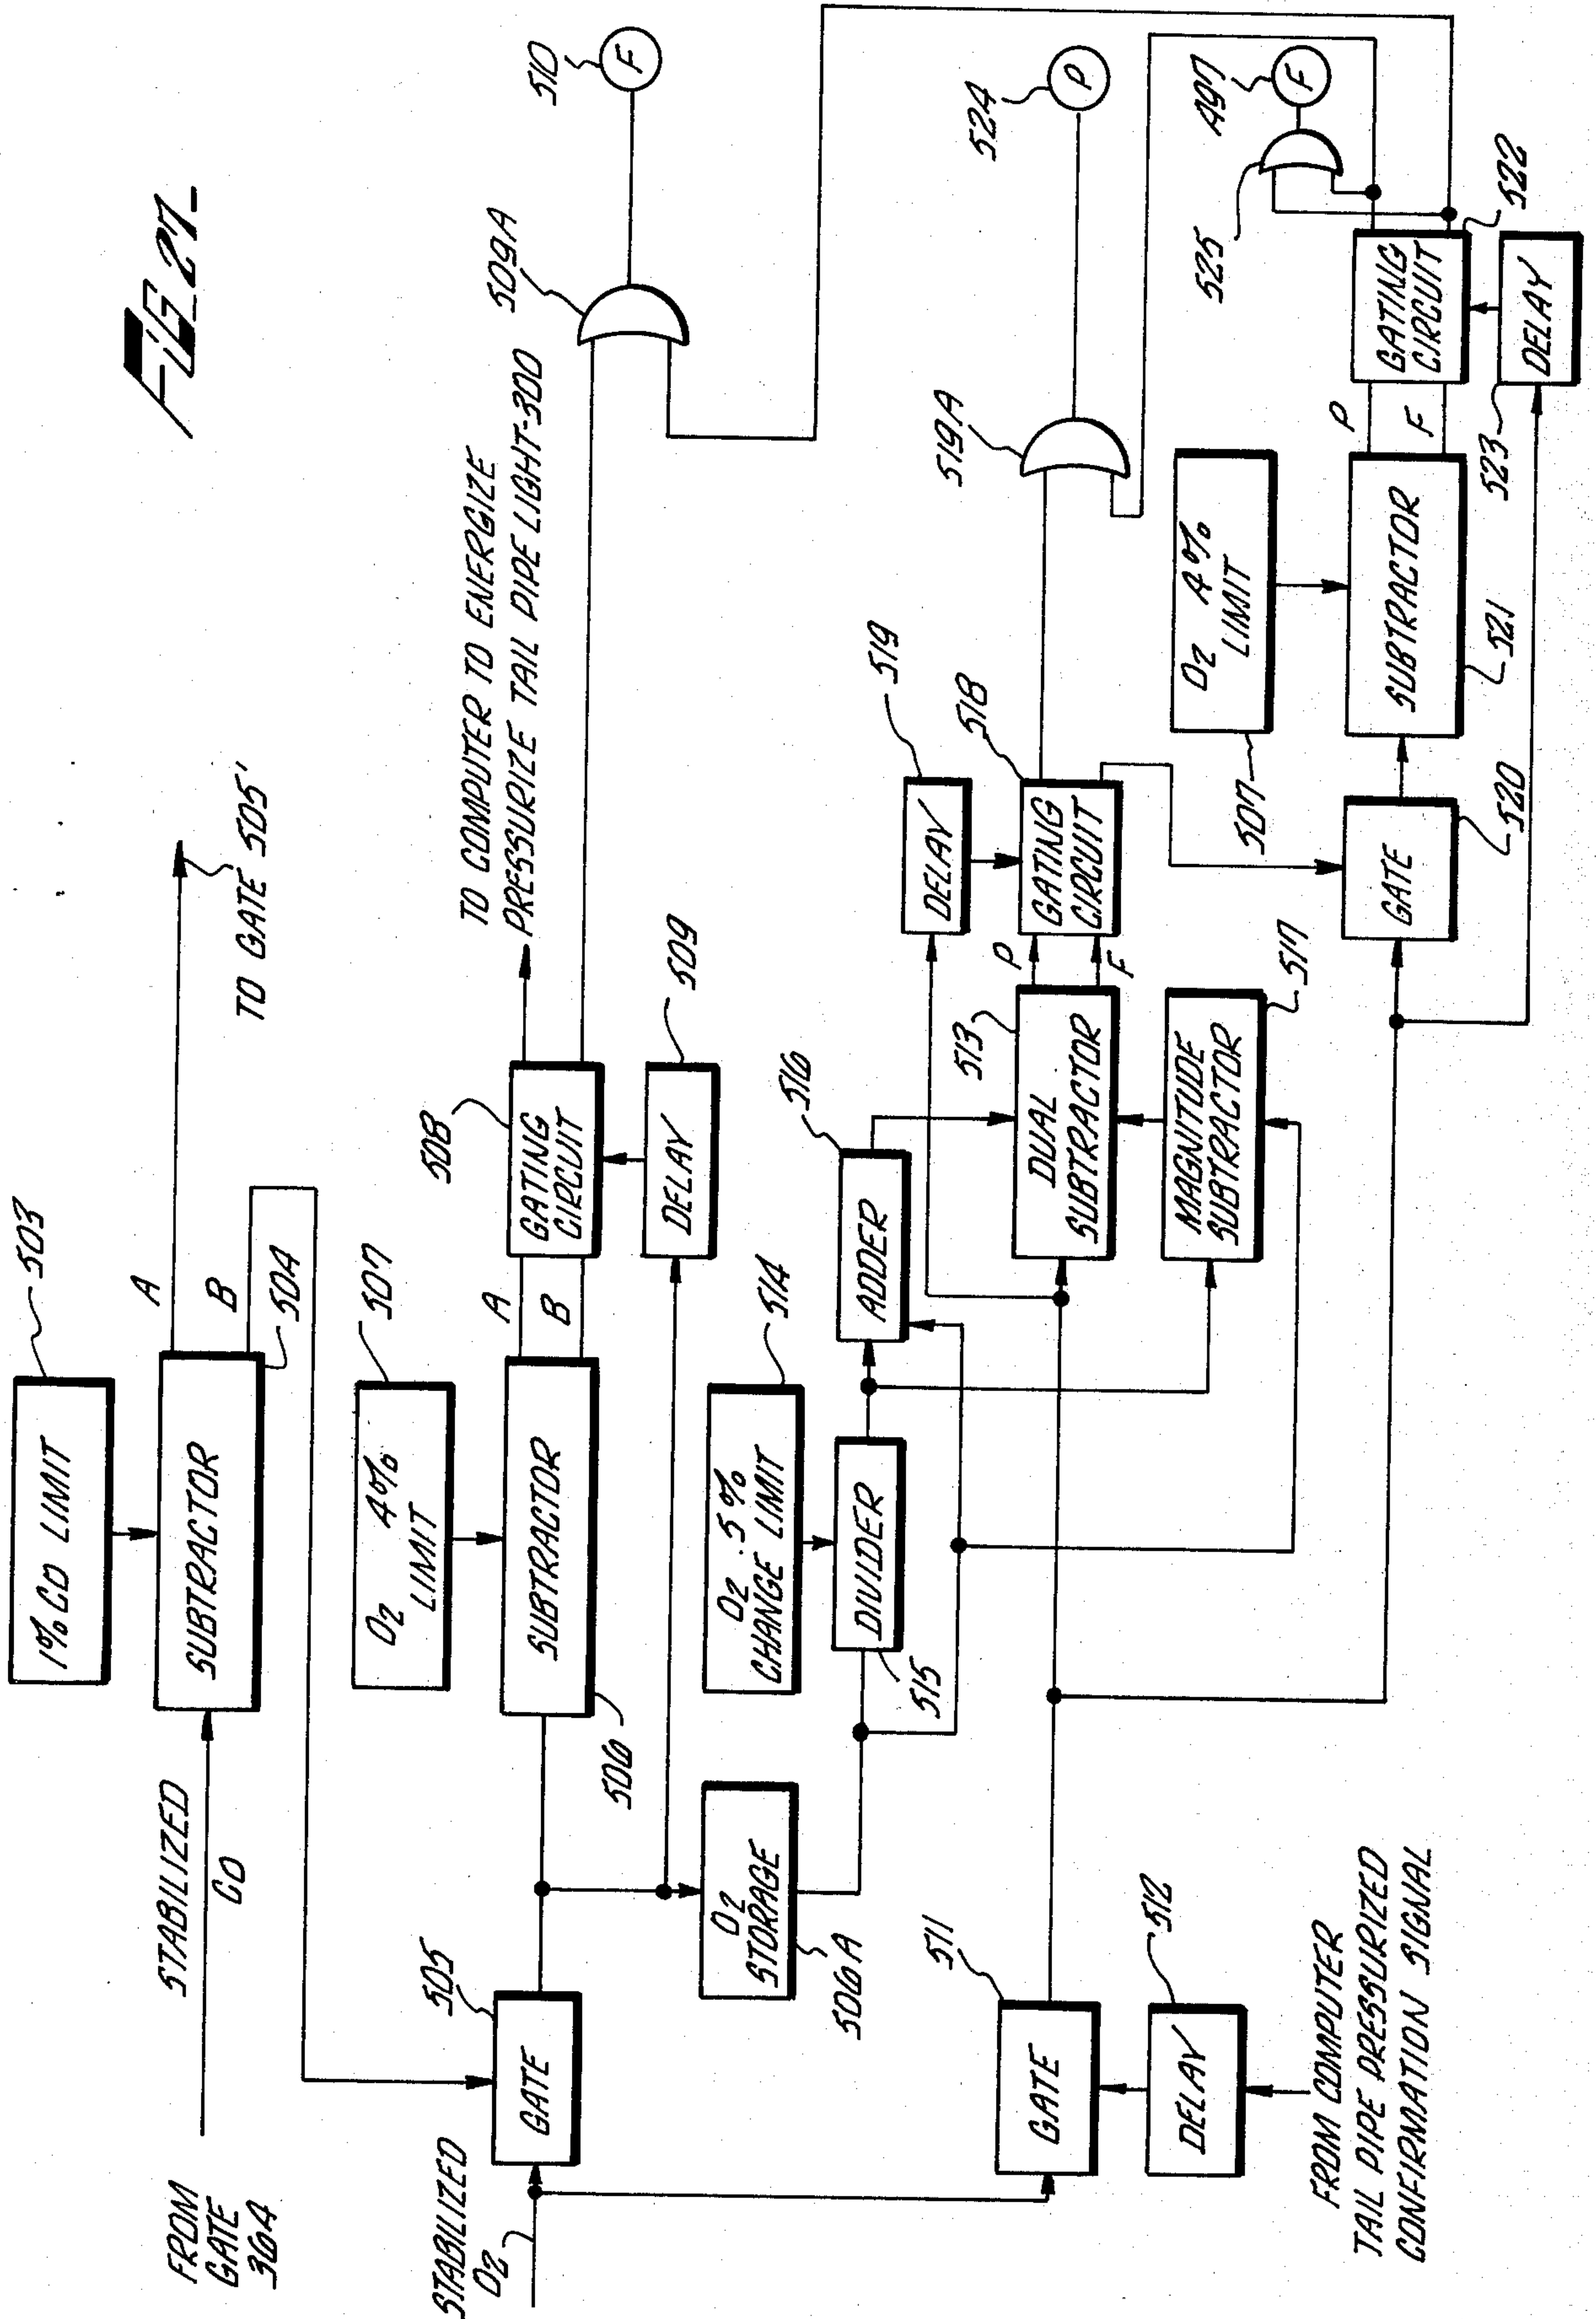 FIG_27_
503
1% CO LIMIT
A
TO GATE 505'
FROM
GATE
364
STABILIZED
CO
SUBTRACTOR
B
504
507
O2 4%
LIMIT
A
B
508
GATING
CIRCUIT
TO COMPUTER TO ENERGIZE
PRESSURIZE TAIL PIPE LIGHT-300
509A
510
F
505
STABILIZED
O2
GATE
SUBTRACTOR
506
DELAY
509
O2
STORAGE
506A
514
O2 .5%
CHANGE LIMIT
DIVIDER
515
516
ADDER
513
DUAL
SUBTRACTOR
MAGNITUDE
SUBTRACTOR
517
P
F
519
DELAY
518
GATING
CIRCUIT
519A
524
P
511
GATE
512
DELAY
FROM COMPUTER
TAIL PIPE PRESSURIZED
CONFIRMATION SIGNAL
GATE
520
507
O2 4%
LIMIT
SUBTRACTOR
521
P
F
GATING
CIRCUIT
522
DELAY
523
525
A97
F